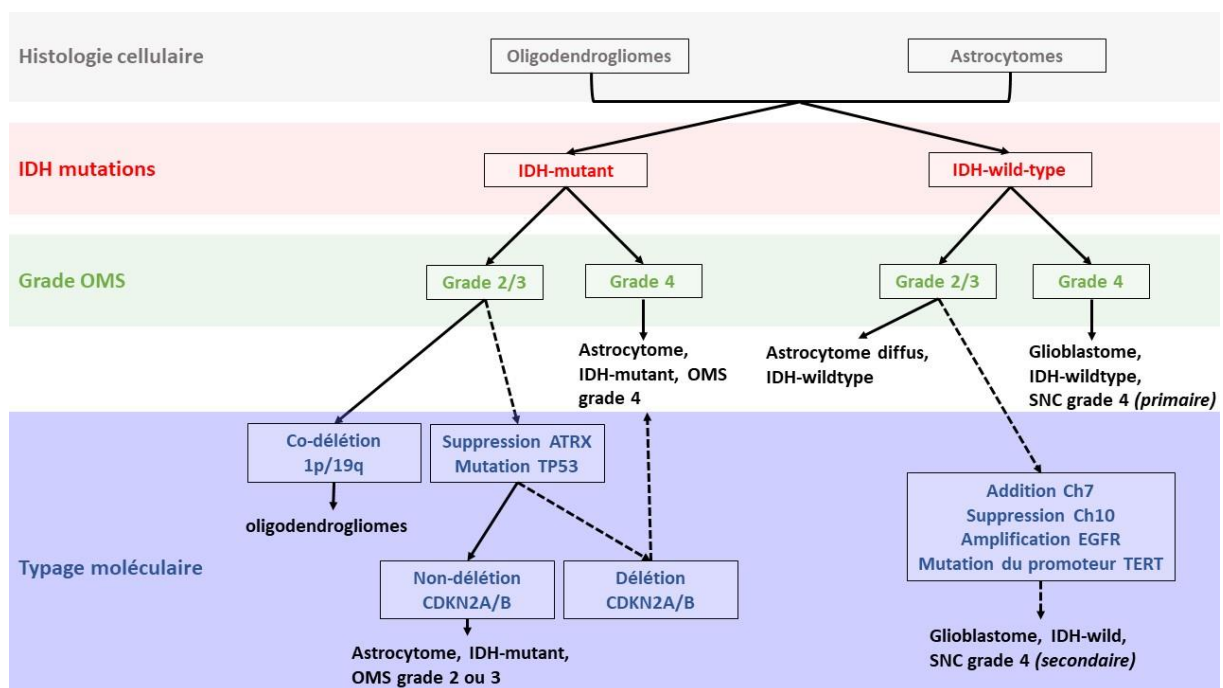 Histologie cellulaire
Oligodendrogliomes
Astrocytomes
IDH mutations
IDH-mutant
IDH-wild-type
Grade OMS
Grade 2/3
Grade 4
Grade 2/3
Grade 4
Astrocytome,
IDH-mutant, OMS
grade 4
Astrocytome diffus,
IDH-wildtype
Glioblastome,
IDH-wildtype,
SNC grade 4 (primaire)
Typage moléculaire
Co-délétion
1p/19q
oligodendrogliomes
Suppression ATRX
Mutation TP53
Non-délétion
CDKN2A/B
Délétion
CDKN2A/B
Astrocytome, IDH-mutant,
OMS grade 2 ou 3
Addition Ch7
Suppression Ch10
Amplification EGFR
Mutation du promoteur TERT
Glioblastome, IDH-wild,
SNC grade 4 (secondaire)